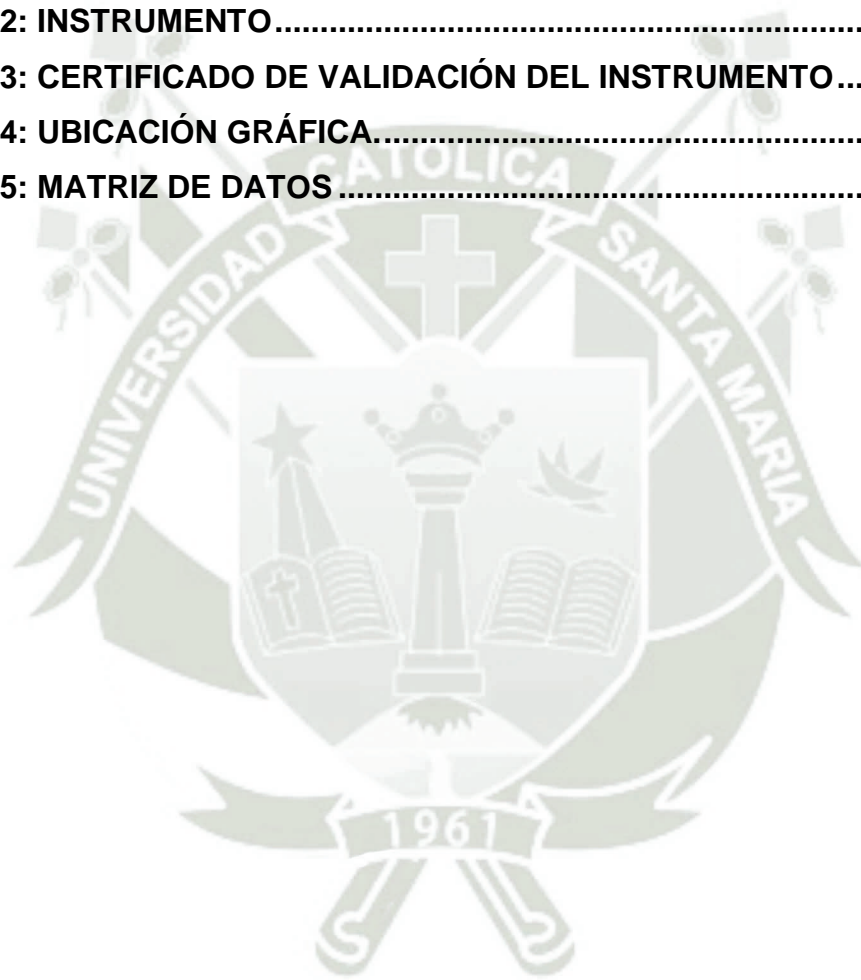 2: INSTRUMENTO.................................................................
3: CERTIFICADO DE VALIDACIÓN DEL INSTRUMENTO...
4: UBICACIÓN GRÁFICA......................................................
5: MATRIZ DE DATOS..........................................................
UNIVERSIDAD CATOLICA SANTA MARIA
1961